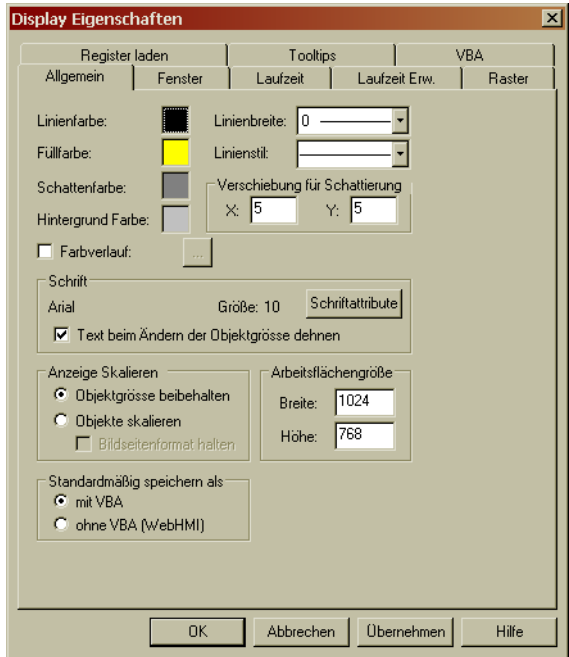 Display Eigenschaften
Register laden Tooltips VBA
Allgemein Fenster Laufzeit Laufzeit Erw. Raster
Linienfarbe: Linienbreite: 0
Füllfarbe: Linienstil:
Schattenfarbe: Verschiebung für Schattierung
X: 5 Y: 5
Hintergrund Farbe:
Farbverlauf: ...
Schrift
Arial Größe: 10 Schriftattribute
Text beim Ändern der Objektgrösse dehnen
Anzeige Skalieren Arbeitsflächengröße
Objektgrösse beibehalten Breite: 1024
Objekte skalieren
Bildseitenformat halten Höhe: 768
Standardmäßig speichern als
mit VBA
ohne VBA (WebHMI)
OK Abbrechen Übernehmen Hilfe